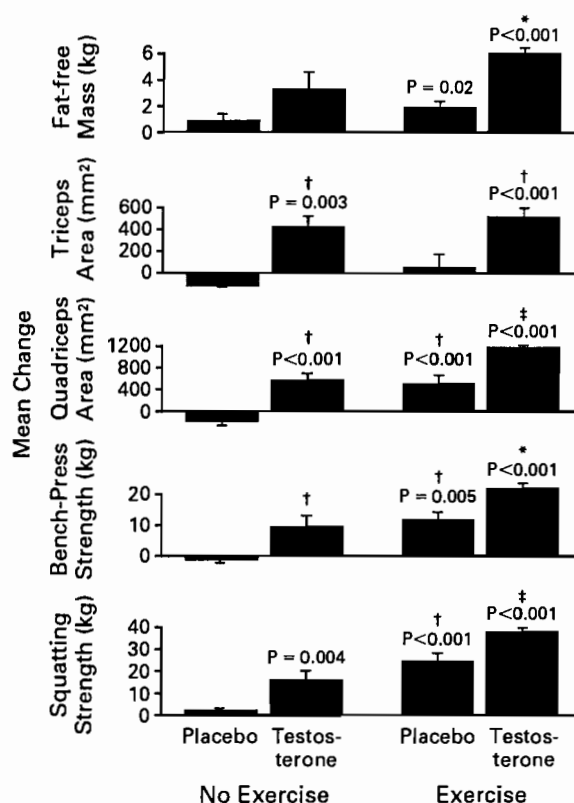 Mean Change
Fat-free
Mass (kg)
6
4
2
0
P = 0.02
*
P<0.001
Triceps
Area (mm²)
600
400
200
0
†
P = 0.003
†
P<0.001
Quadriceps
Area (mm²)
1200
800
400
0
†
P<0.001
†
P<0.001
‡
P<0.001
Bench-Press
Strength (kg)
20
10
0
†
†
P = 0.005
*
P<0.001
Squatting
Strength (kg)
40
30
20
10
0
P = 0.004
†
P<0.001
‡
P<0.001
Placebo
Testos-
terone
Placebo
Testos-
terone
No Exercise
Exercise